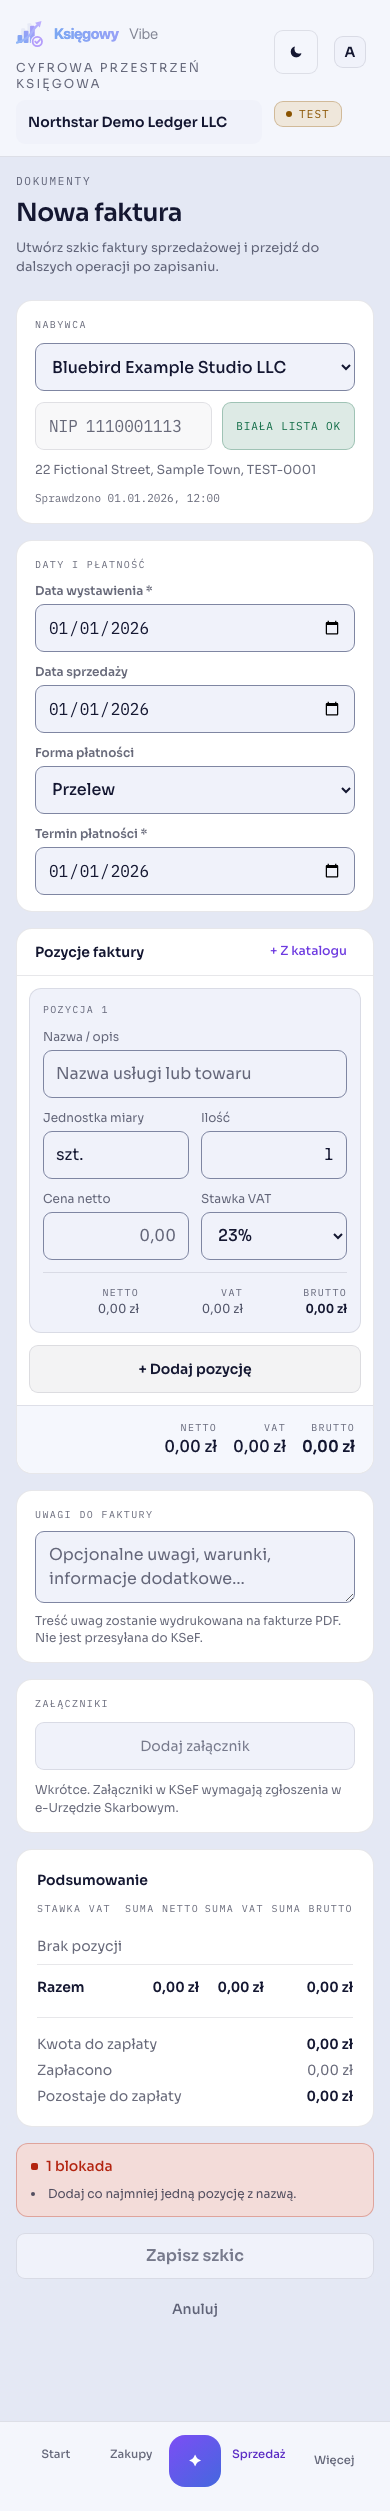 Księgowy Vibe
CYFROWA PRZESTRZEŃ
KSIĘGOWA
A
Northstar Demo Ledger LLC
TEST
DOKUMENTY
Nowa faktura
Utwórz szkic faktury sprzedażowej i przejdź do
dalszych operacji po zapisaniu.
NABYWCA
Bluebird Example Studio LLC
NIP 1110001113
BIAŁA LISTA OK
22 Fictional Street, Sample Town, TEST-0001
Sprawdzono 01.01.2026, 12:00
DATY I PŁATNOŚĆ
Data wystawienia *
01/01/2026
Data sprzedaży
01/01/2026
Forma płatności
Przelew
Termin płatności *
01/01/2026
Pozycje faktury
+ Z katalogu
POZYCJA 1
Nazwa / opis
Nazwa usługi lub towaru
Jednostka miary Ilość
szt. 1
Cena netto Stawka VAT
0,00 23%
NETTO VAT BRUTTO
0,00 zł 0,00 zł 0,00 zł
+ Dodaj pozycję
NETTO VAT BRUTTO
0,00 zł 0,00 zł 0,00 zł
UWAGI DO FAKTURY
Opcjonalne uwagi, warunki,
informacje dodatkowe...
Treść uwag zostanie wydrukowana na fakturze PDF.
Nie jest przesyłana do KSeF.
ZAŁĄCZNIKI
Dodaj załącznik
Wkrótce. Załączniki w KSeF wymagają zgłoszenia w
e-Urzędzie Skarbowym.
Podsumowanie
STAWKA VAT SUMA NETTO SUMA VAT SUMA BRUTTO
Brak pozycji
Razem 0,00 zł 0,00 zł 0,00 zł
Kwota do zapłaty 0,00 zł
Zapłacono 0,00 zł
Pozostaje do zapłaty 0,00 zł
1 blokada
• Dodaj co najmniej jedną pozycję z nazwą.
Zapisz szkic
Anuluj
Start Zakupy Sprzedaż Więcej